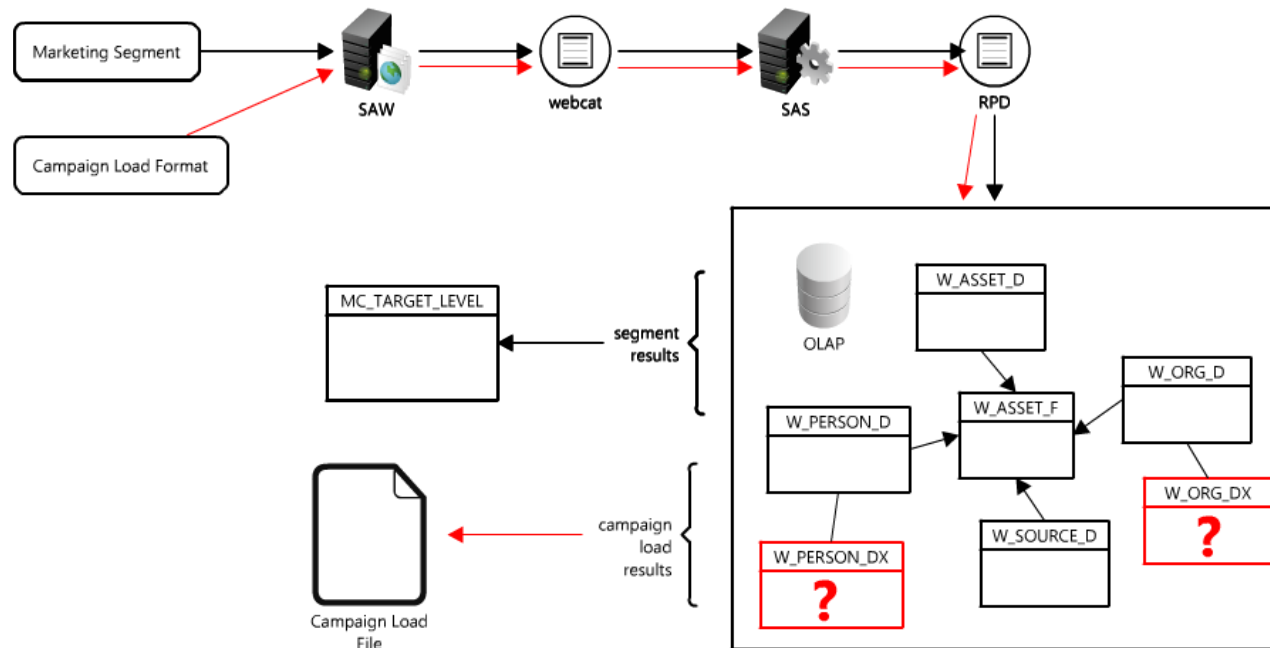 Marketing Segment
SAW
webcat
SAS
RPD
Campaign Load Format
MC_TARGET_LEVEL
segment
results
OLAP
W_ASSET_D
W_ORG_D
W_ASSET_F
W_PERSON_D
W_ORG_DX
?
W_SOURCE_D
W_PERSON_DX
?
campaign
load
results
Campaign Load
File